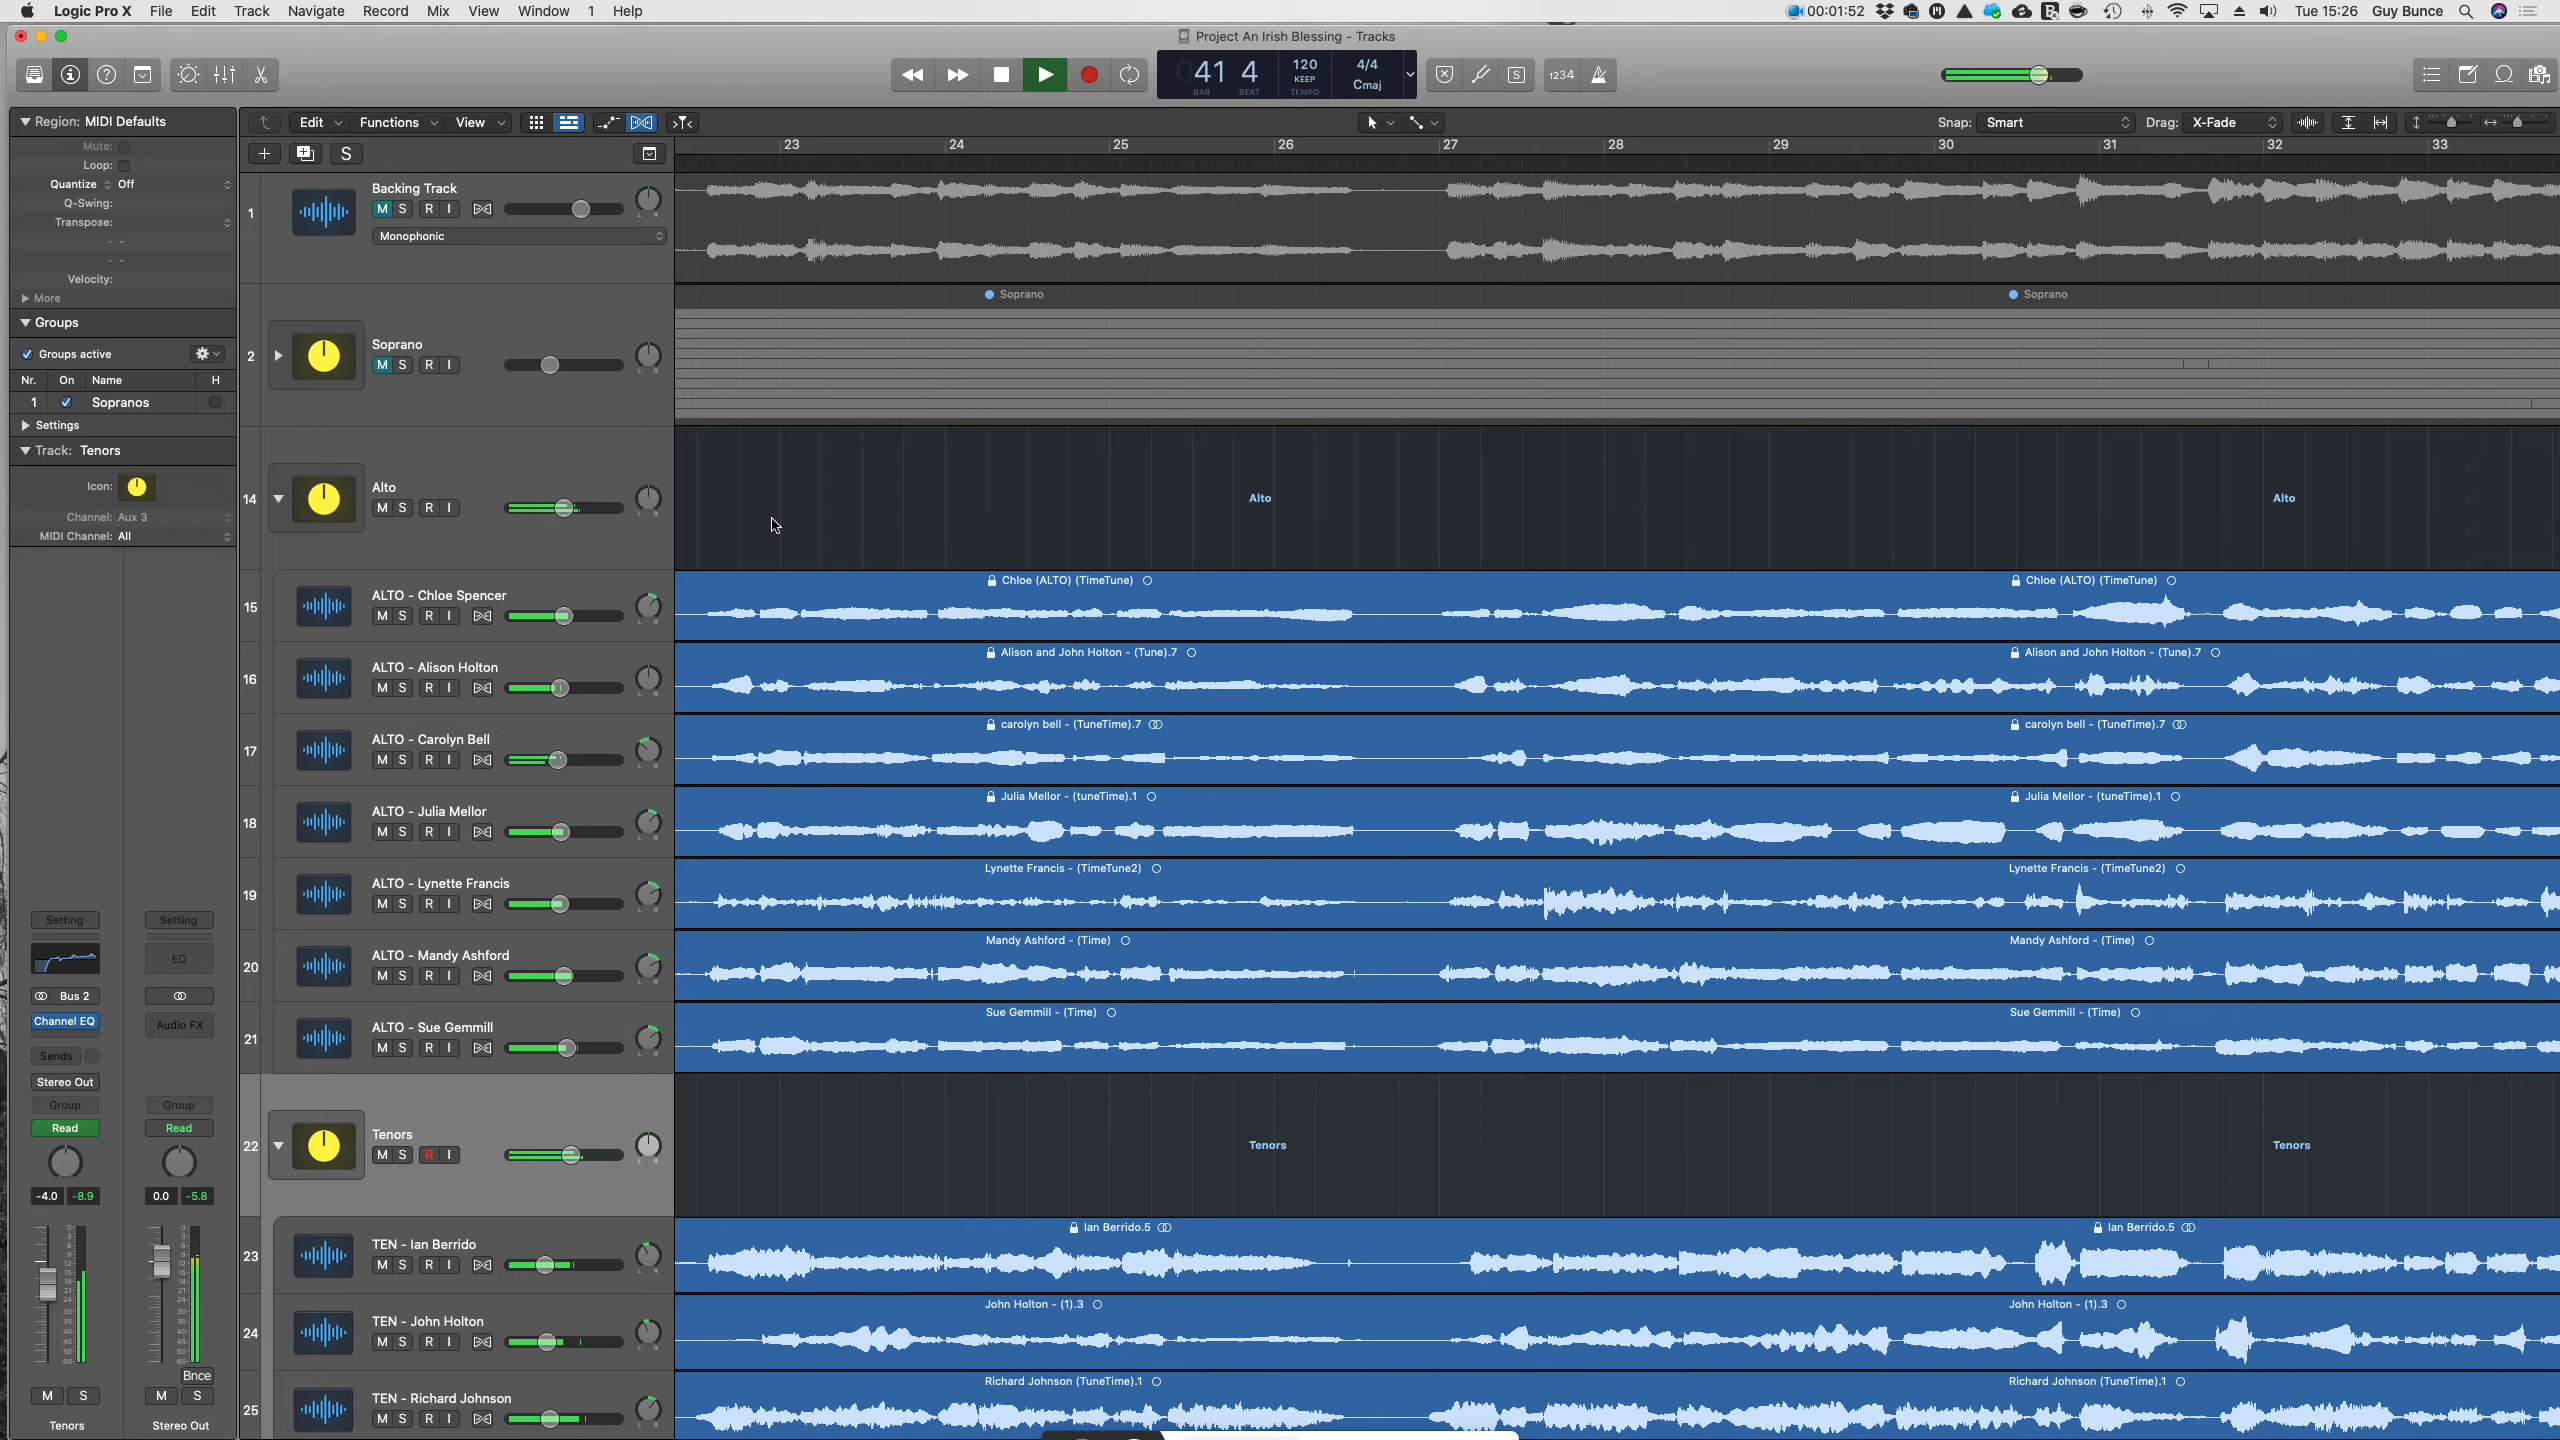 Logic Pro X File Edit Track Navigate Record Mix View Window 1 Help 00:01:52 Tue 15:26 Guy Bunce
Project An Irish Blessing - Tracks
41 4 120 KEEP 4/4 Cmaj
BAR BEAT TEMPO
S 1234
Region: MIDI Defaults
Mute:
Loop:
Quantize Off
Q-Swing:
Transpose:
Velocity:
More
Groups
Groups active
Nr. On Name H
1 Sopranos
Settings
Track: Tenors
Icon:
Channel: Aux 3
MIDI Channel: All
Setting Setting
EQ
Bus 2
Channel EQ Audio FX
Sends
Stereo Out
Group Group
Read Read
-4.0 -8.9 0.0 -5.8
Bnce
M S M S
Tenors Stereo Out
Edit Functions View Snap: Smart Drag: X-Fade
S
23 24 25 26 27 28 29 30 31 32 33
1 Backing Track
M S R I
Monophonic
Soprano Soprano
2 Soprano
M S R I
14 Alto
M S R I
Alto Alto
15 ALTO - Chloe Spencer
M S R I
Chloe (ALTO) (TimeTune) Chloe (ALTO) (TimeTune)
16 ALTO - Alison Holton
M S R I
Alison and John Holton - (Tune).7 Alison and John Holton - (Tune).7
17 ALTO - Carolyn Bell
M S R I
carolyn bell - (TuneTime).7 carolyn bell - (TuneTime).7
18 ALTO - Julia Mellor
M S R I
Julia Mellor - (tuneTime).1 Julia Mellor - (tuneTime).1
19 ALTO - Lynette Francis
M S R I
Lynette Francis - (TimeTune2) Lynette Francis - (TimeTune2)
20 ALTO - Mandy Ashford
M S R I
Mandy Ashford - (Time) Mandy Ashford - (Time)
21 ALTO - Sue Gemmill
M S R I
Sue Gemmill - (Time) Sue Gemmill - (Time)
22 Tenors
M S R I
Tenors Tenors
23 TEN - Ian Berrido
M S R I
Ian Berrido.5 Ian Berrido.5
24 TEN - John Holton
M S R I
John Holton - (1).3 John Holton - (1).3
25 TEN - Richard Johnson
M S R I
Richard Johnson (TuneTime).1 Richard Johnson (TuneTime).1